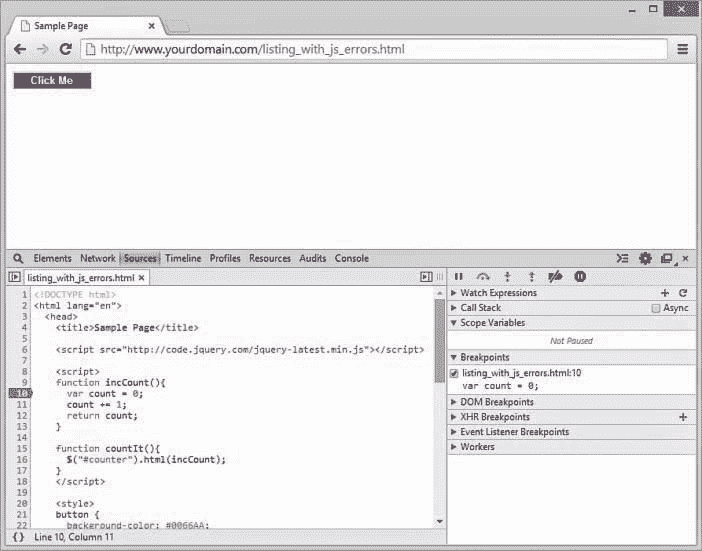 Sample Page
http://www.yourdomain.com/listing_with_js_errors.html
Click Me
Elements Network Sources Timeline Profiles Resources Audits Console
listing_with_js_errors.html
1 <!DOCTYPE html>
2 <html lang="en">
3 <head>
4 <title>Sample Page</title>
5
6 <script src="http://code.jquery.com/jquery-latest.min.js"></script>
7
8 <script>
9 function incCount(){
10 var count = 0;
11 count += 1;
12 return count;
13 }
14
15 function countIt(){
16 $("#counter").html(incCount);
17 }
18 </script>
19
20 <style>
21 button {
22 background-color: #0066AA;
{} Line 10, Column 11
Watch Expressions
Call Stack Async
Scope Variables
Not Paused
Breakpoints
listing_with_js_errors.html:10
var count = 0;
DOM Breakpoints
XHR Breakpoints
Event Listener Breakpoints
Workers